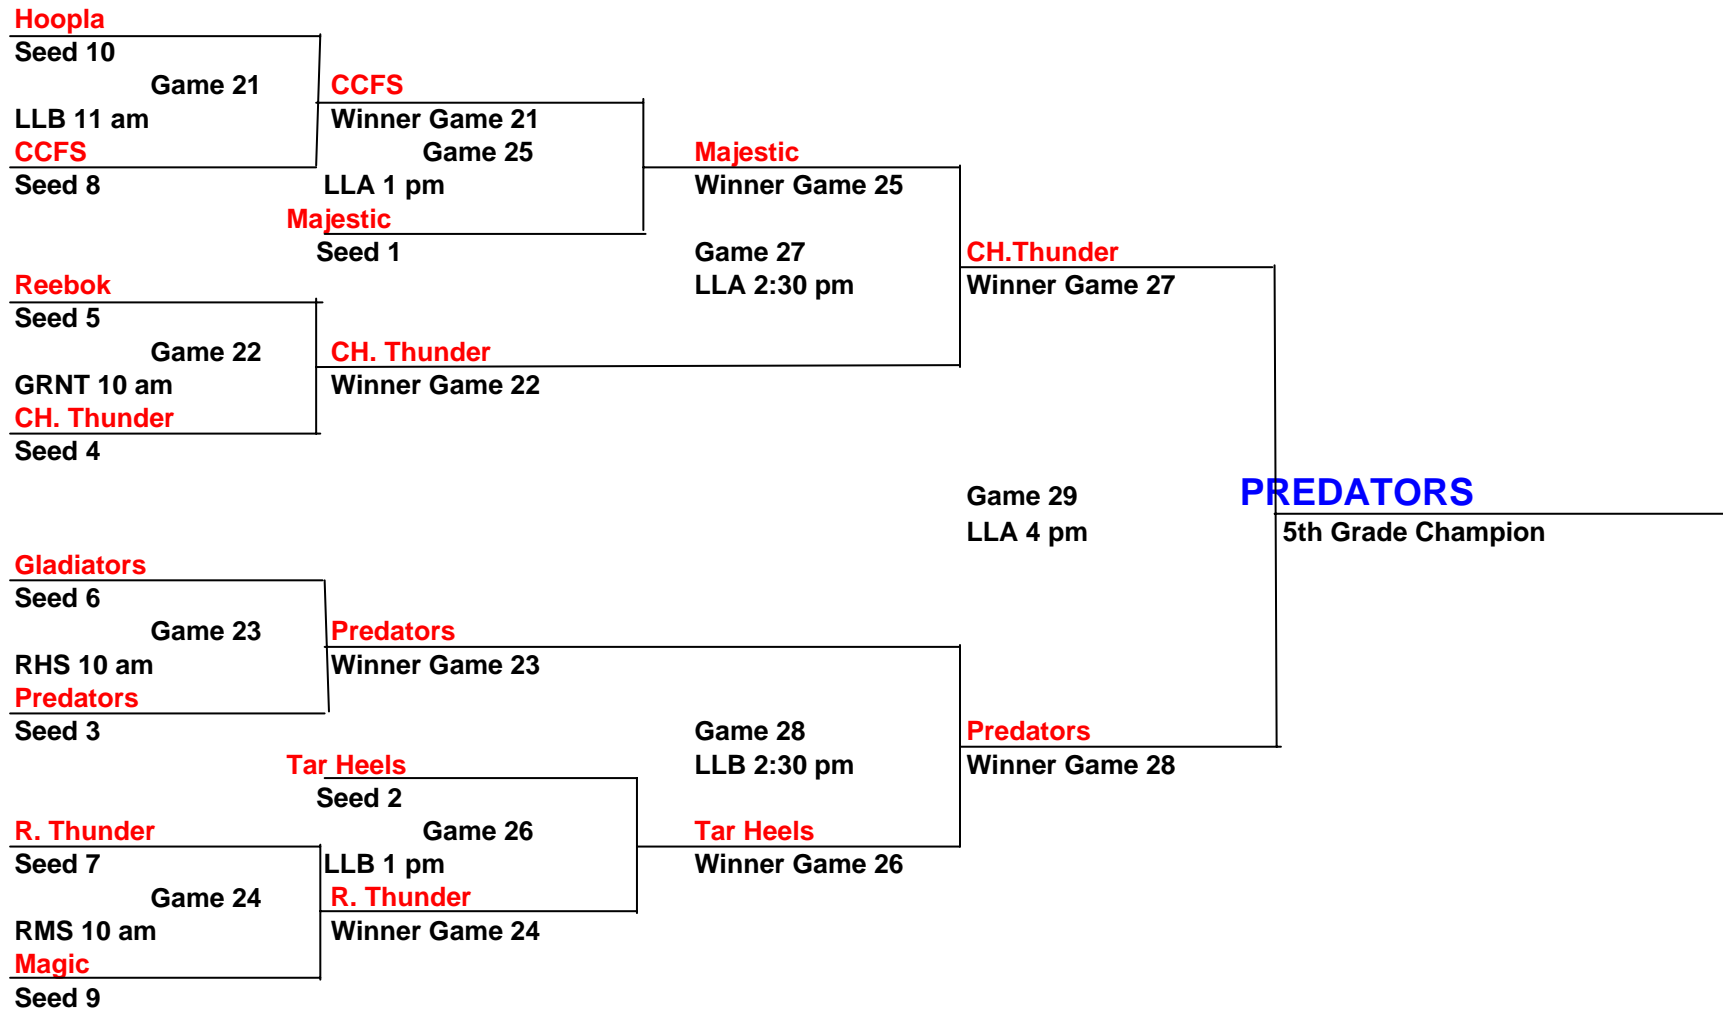 Hoopla
Seed 10
Game 21
LLB 11 am
CCFS
Seed 8
CCFS
Winner Game 21
Game 25
LLA 1 pm
Majestic
Seed 1
Majestic
Winner Game 25
Game 27
LLA 2:30 pm
CH.Thunder
Winner Game 27
Reebok
Seed 5
Game 22
GRNT 10 am
CH. Thunder
Seed 4
CH. Thunder
Winner Game 22
Game 29
LLA 4 pm
PREDATORS
5th Grade Champion
Gladiators
Seed 6
Game 23
RHS 10 am
Predators
Seed 3
Predators
Winner Game 23
Game 28
LLB 2:30 pm
Predators
Winner Game 28
Tar Heels
Seed 2
Game 26
LLB 1 pm
R. Thunder
Winner Game 24
Tar Heels
Winner Game 26
R. Thunder
Seed 7
Game 24
RMS 10 am
Magic
Seed 9